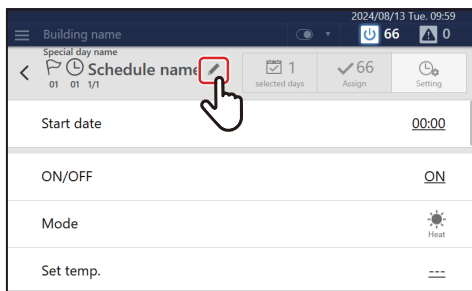 2024/08/13 Tue. 09:59
Building name
66
0
Special day name
Schedule name
01 01 1/1
1
selected days
66
Assign
Setting
Start date
00:00
ON/OFF
ON
Mode
Heat
Set temp.
---